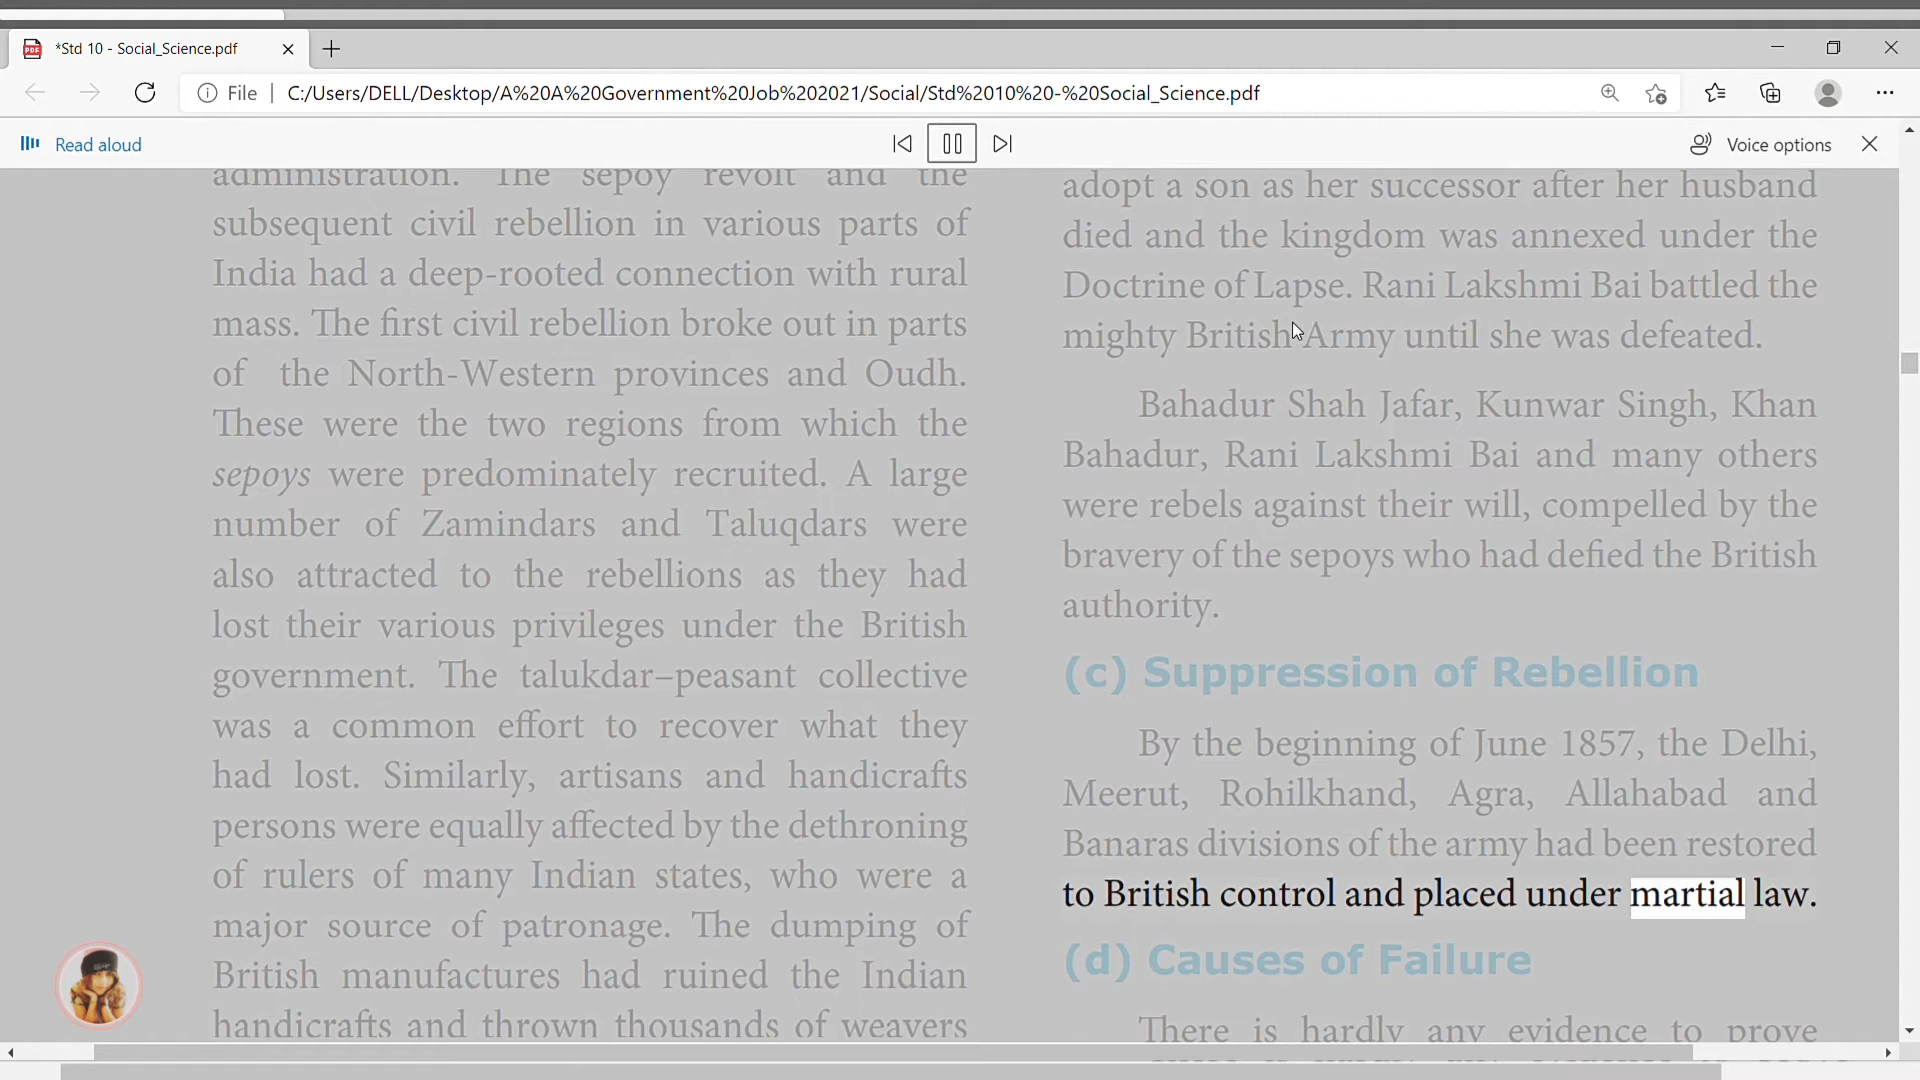 *Std 10 - Social_Science.pdf
File
C:/Users/DELL/Desktop/A%20A%20Government%20Job%202021/Social/Std%2010%20-%20Social_Science.pdf
Read aloud
Voice options
administration. The sepoy revolt and the
subsequent civil rebellion in various parts of
India had a deep-rooted connection with rural
mass. The first civil rebellion broke out in parts
of the North-Western provinces and Oudh.
These were the two regions from which the
sepoys were predominately recruited. A large
number of Zamindars and Taluqdars were
also attracted to the rebellions as they had
lost their various privileges under the British
government. The talukdar–peasant collective
was a common effort to recover what they
had lost. Similarly, artisans and handicrafts
persons were equally affected by the dethroning
of rulers of many Indian states, who were a
major source of patronage. The dumping of
British manufactures had ruined the Indian
handicrafts and thrown thousands of weavers
adopt a son as her successor after her husband
died and the kingdom was annexed under the
Doctrine of Lapse. Rani Lakshmi Bai battled the
mighty British Army until she was defeated.
Bahadur Shah Jafar, Kunwar Singh, Khan
Bahadur, Rani Lakshmi Bai and many others
were rebels against their will, compelled by the
bravery of the sepoys who had defied the British
authority.
(c) Suppression of Rebellion
By the beginning of June 1857, the Delhi,
Meerut, Rohilkhand, Agra, Allahabad and
Banaras divisions of the army had been restored
to British control and placed under martial law.
(d) Causes of Failure
There is hardly any evidence to prove